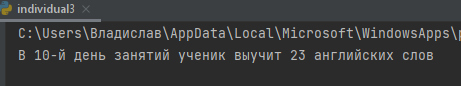 individual3
C:\Users\Владислав\AppData\Local\Microsoft\WindowsApps\
В 10-й день занятий ученик выучит 23 английских слов